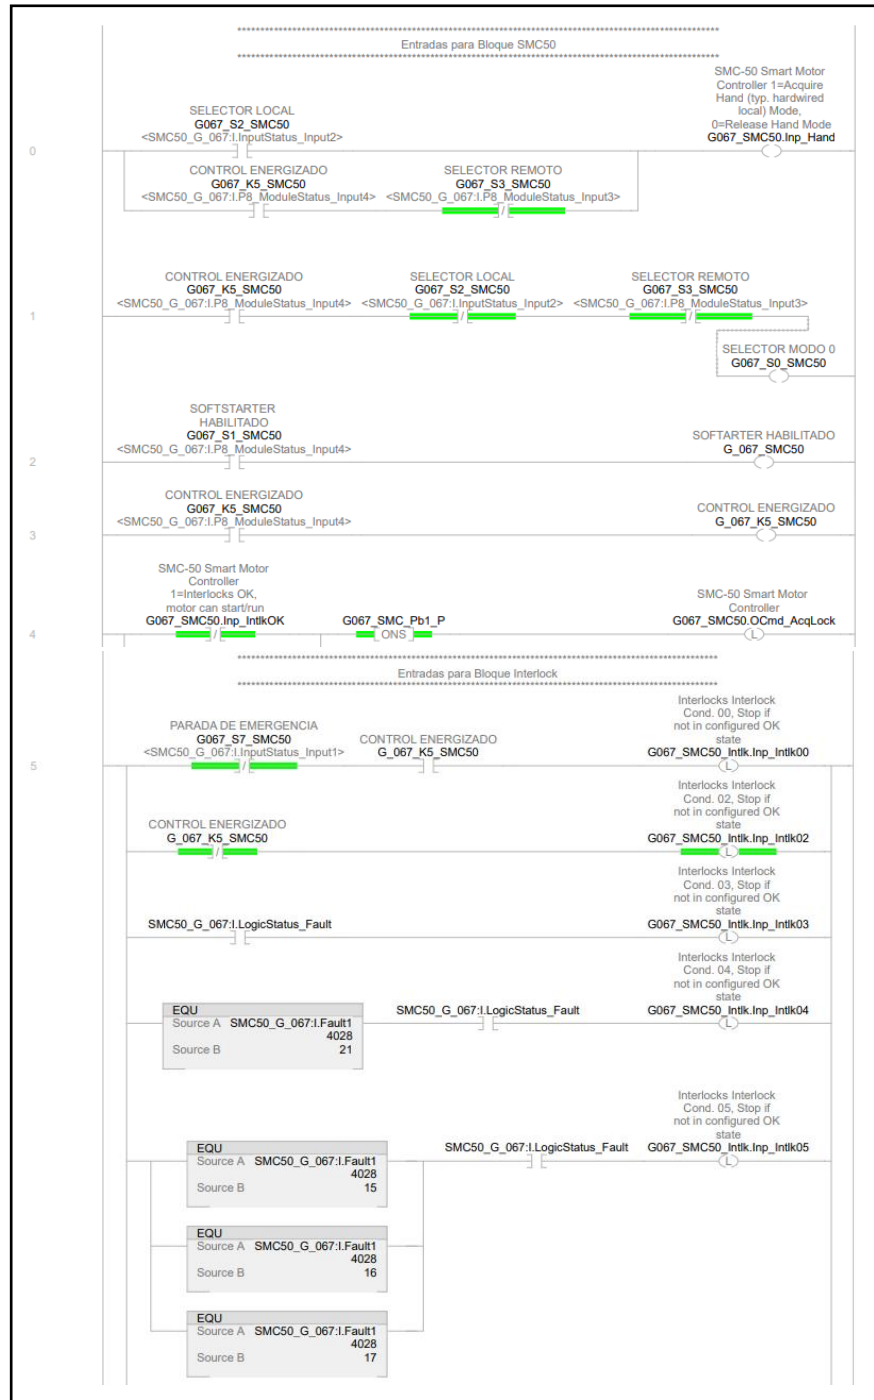 ****************************************************************
Entradas para Bloque SMC50
****************************************************************
SMC-50 Smart Motor
Controller 1=Acquire
Hand (typ. hardwired
local) Mode,
0=Release Hand Mode
G067_SMC50.Inp_Hand
SELECTOR LOCAL
G067_S2_SMC50
<SMC50_G_067:I.InputStatus_Input2>
0
CONTROL ENERGIZADO
G067_K5_SMC50
<SMC50_G_067:I.P8_ModuleStatus_Input4>
SELECTOR REMOTO
G067_S3_SMC50
<SMC50_G_067:I.P8_ModuleStatus_Input3>
CONTROL ENERGIZADO
G067_K5_SMC50
<SMC50_G_067:I.P8_ModuleStatus_Input4>
SELECTOR LOCAL
G067_S2_SMC50
<SMC50_G_067:I.InputStatus_Input2>
SELECTOR REMOTO
G067_S3_SMC50
<SMC50_G_067:I.P8_ModuleStatus_Input3>
1
SELECTOR MODO 0
G067_S0_SMC50
SOFTSTARTER
HABILITADO
G067_S1_SMC50
<SMC50_G_067:I.P8_ModuleStatus_Input4>
SOFTARTER HABILITADO
G_067_SMC50
2
CONTROL ENERGIZADO
G067_K5_SMC50
<SMC50_G_067:I.P8_ModuleStatus_Input4>
CONTROL ENERGIZADO
G_067_K5_SMC50
3
SMC-50 Smart Motor
Controller
1=Interlocks OK,
motor can start/run
G067_SMC50.Inp_IntlkOK
G067_SMC_Pb1_P
ONS
SMC-50 Smart Motor
Controller
G067_SMC50.OCmd_AcqLock
L
4
****************************************************************
Entradas para Bloque Interlock
****************************************************************
PARADA DE EMERGENCIA
G067_S7_SMC50
<SMC50_G_067:I.InputStatus_Input1>
CONTROL ENERGIZADO
G_067_K5_SMC50
Interlocks Interlock
Cond. 00, Stop if
not in configured OK
state
G067_SMC50_Intlk.Inp_Intlk00
L
5
CONTROL ENERGIZADO
G_067_K5_SMC50
Interlocks Interlock
Cond. 02, Stop if
not in configured OK
state
G067_SMC50_Intlk.Inp_Intlk02
L
SMC50_G_067:I.LogicStatus_Fault
Interlocks Interlock
Cond. 03, Stop if
not in configured OK
state
G067_SMC50_Intlk.Inp_Intlk03
L
EQU
Source A SMC50_G_067:I.Fault1
4028
Source B 21
SMC50_G_067:I.LogicStatus_Fault
Interlocks Interlock
Cond. 04, Stop if
not in configured OK
state
G067_SMC50_Intlk.Inp_Intlk04
L
EQU
Source A SMC50_G_067:I.Fault1
4028
Source B 15
SMC50_G_067:I.LogicStatus_Fault
Interlocks Interlock
Cond. 05, Stop if
not in configured OK
state
G067_SMC50_Intlk.Inp_Intlk05
L
EQU
Source A SMC50_G_067:I.Fault1
4028
Source B 16
EQU
Source A SMC50_G_067:I.Fault1
4028
Source B 17